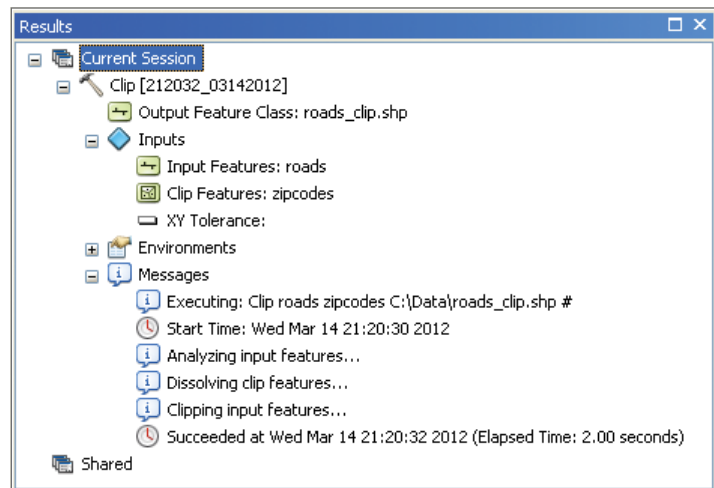 Results
Current Session
Clip [212032_03142012]
Output Feature Class: roads_clip.shp
Inputs
Input Features: roads
Clip Features: zipcodes
XY Tolerance:
Environments
Messages
Executing: Clip roads zipcodes C:\Data\roads_clip.shp #
Start Time: Wed Mar 14 21:20:30 2012
Analyzing input features...
Dissolving clip features...
Clipping input features...
Succeeded at Wed Mar 14 21:20:32 2012 (Elapsed Time: 2.00 seconds)
Shared